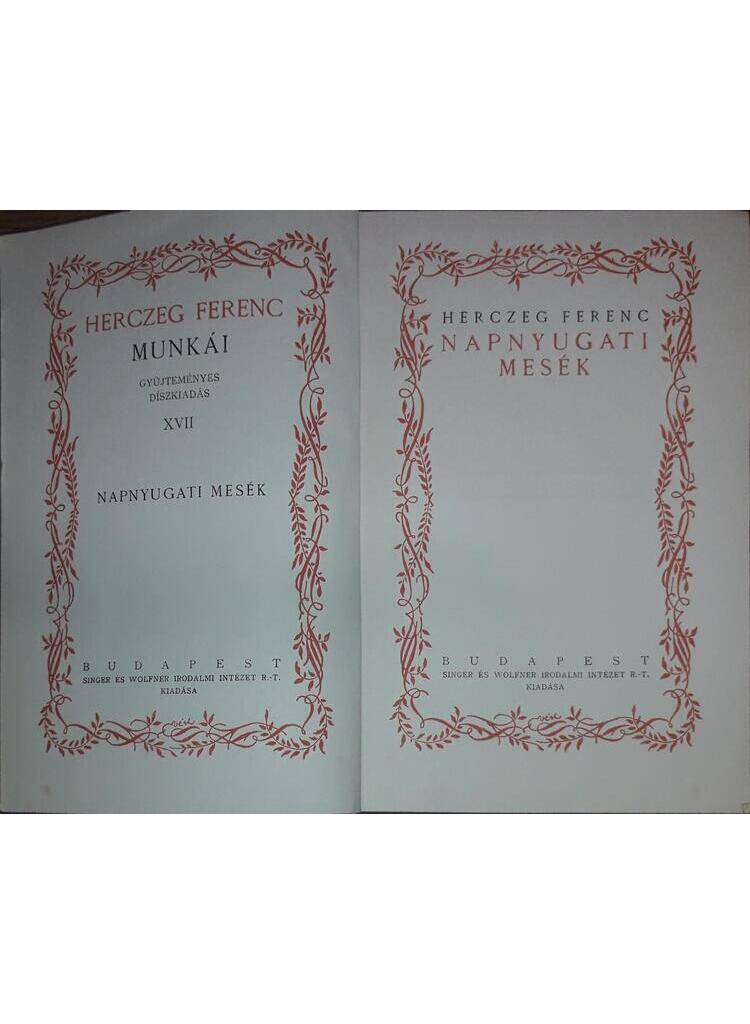 HERCZEG FERENC
MUNKÁI
GYÜJTEMÉNYES
DÍSZKIADÁS
XVII
NAPNYUGATI MESÉK
BUDAPEST
SINGER ÉS WOLFNER IRODALMI INTÉZET R.-T.
KIADÁSA
HERCZEG FERENC
NAPNYUGATI
MESÉK
BUDAPEST
SINGER ÉS WOLFNER IRODALMI INTÉZET R.-T.
KIADÁSA